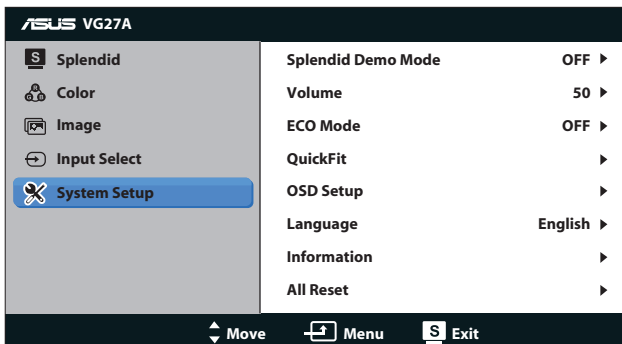 ASUS VG27A
S Splendid
Color
Image
Input Select
System Setup
Splendid Demo Mode OFF
Volume 50
ECO Mode OFF
QuickFit
OSD Setup
Language English
Information
All Reset
Move Menu S Exit